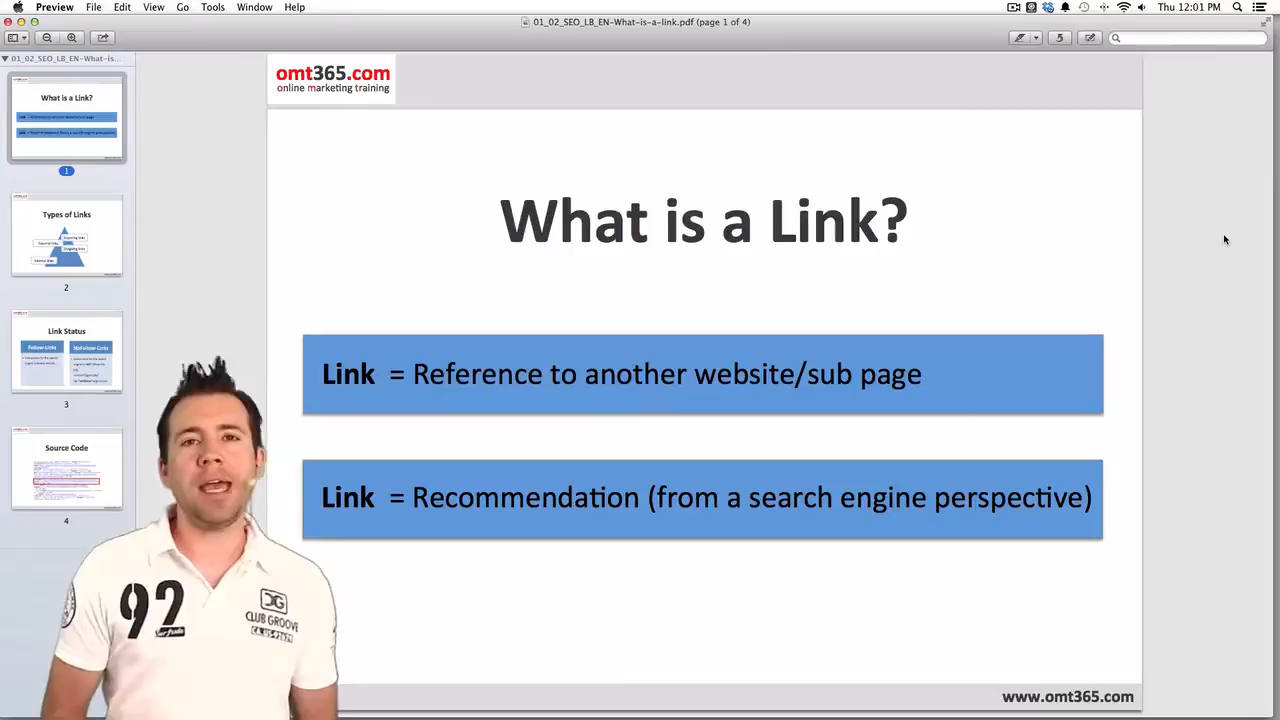 Preview File Edit View Go Tools Window Help
Thu 12:01 PM
01_02_SEO_LB_EN-What-is-a-link.pdf (page 1 of 4)
01_02_SEO_LB_EN-What-is...
What is a Link?
1
Types of Links
2
Link Status
Follow-Links NoFollow-Links
3
Source Code
4
omt365.com
online marketing training
What is a Link?
Link = Reference to another website/sub page
Link = Recommendation (from a search engine perspective)
92
CLUB GROOVE
www.omt365.com